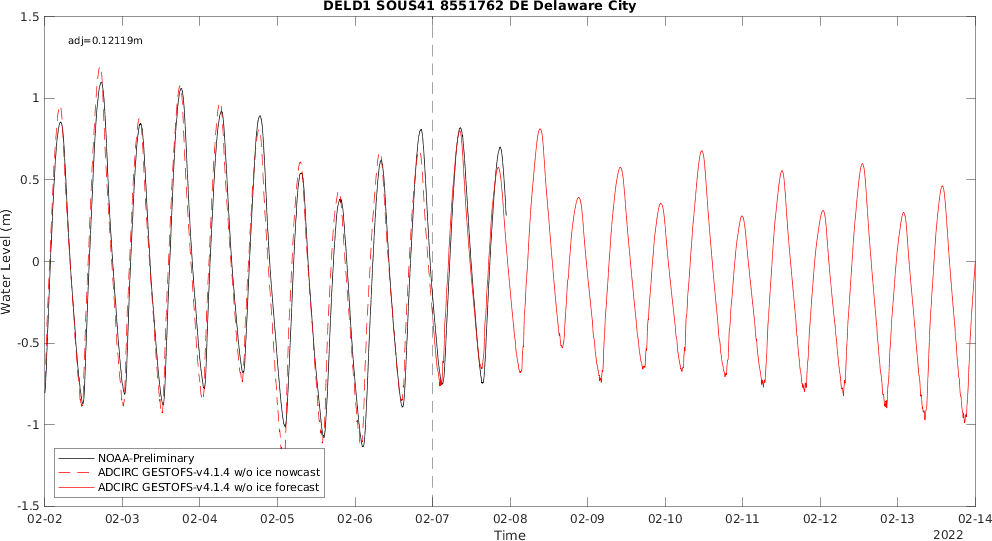 DELD1 SOUS41 8551762 DE Delaware City
adj=0.12119m
1.5
1
0.5
0
-0.5
-1
-1.5
Water Level (m)
NOAA-Preliminary
ADCIRC GESTOFS-v4.1.4 w/o ice nowcast
ADCIRC GESTOFS-v4.1.4 w/o ice forecast
02-02 02-03 02-04 02-05 02-06 02-07 02-08 02-09 02-10 02-11 02-12 02-13 02-14
Time
2022